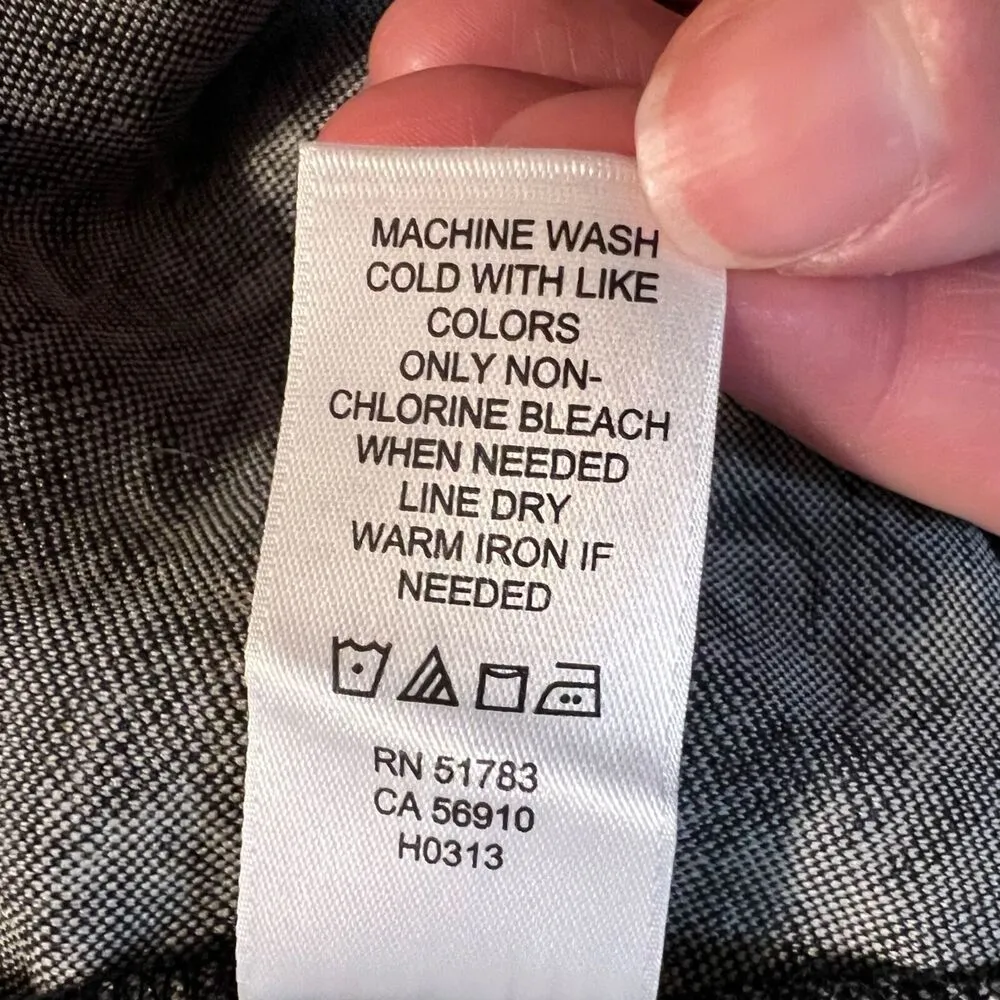 MACHINE WASH
COLD WITH LIKE
COLORS
ONLY NON-
CHLORINE BLEACH
WHEN NEEDED
LINE DRY
WARM IRON IF
NEEDED
RN 51783
CA 56910
H0313